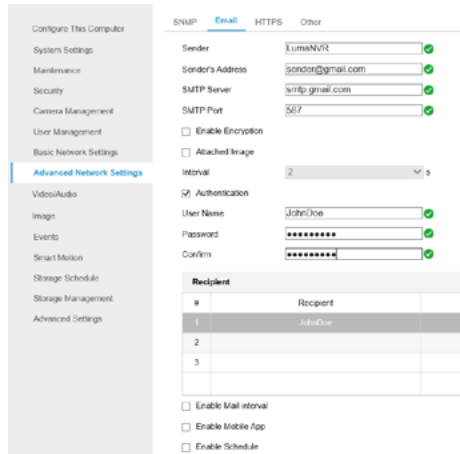 Configure This Computer
System Settings
Maintenance
Security
Camera Management
User Management
Basic Network Settings
Advanced Network Settings
Video/Audio
Image
Events
Smart Motion
Storage Schedule
Storage Management
Advanced Settings
SNMP Email HTTPS Other
Sender LumaNVR
Sender's Address sender@gmail.com
SMTP Server smtp.gmail.com
SMTP Port 587
Enable Encryption
Attached Image
Interval 2 s
Authentication
User Name JohnDoe
Password •••••••••
Confirm •••••••••
Recipient
# Recipient
1 JohnDoe
2
3
Enable Mail interval
Enable Mobile App
Enable Schedule